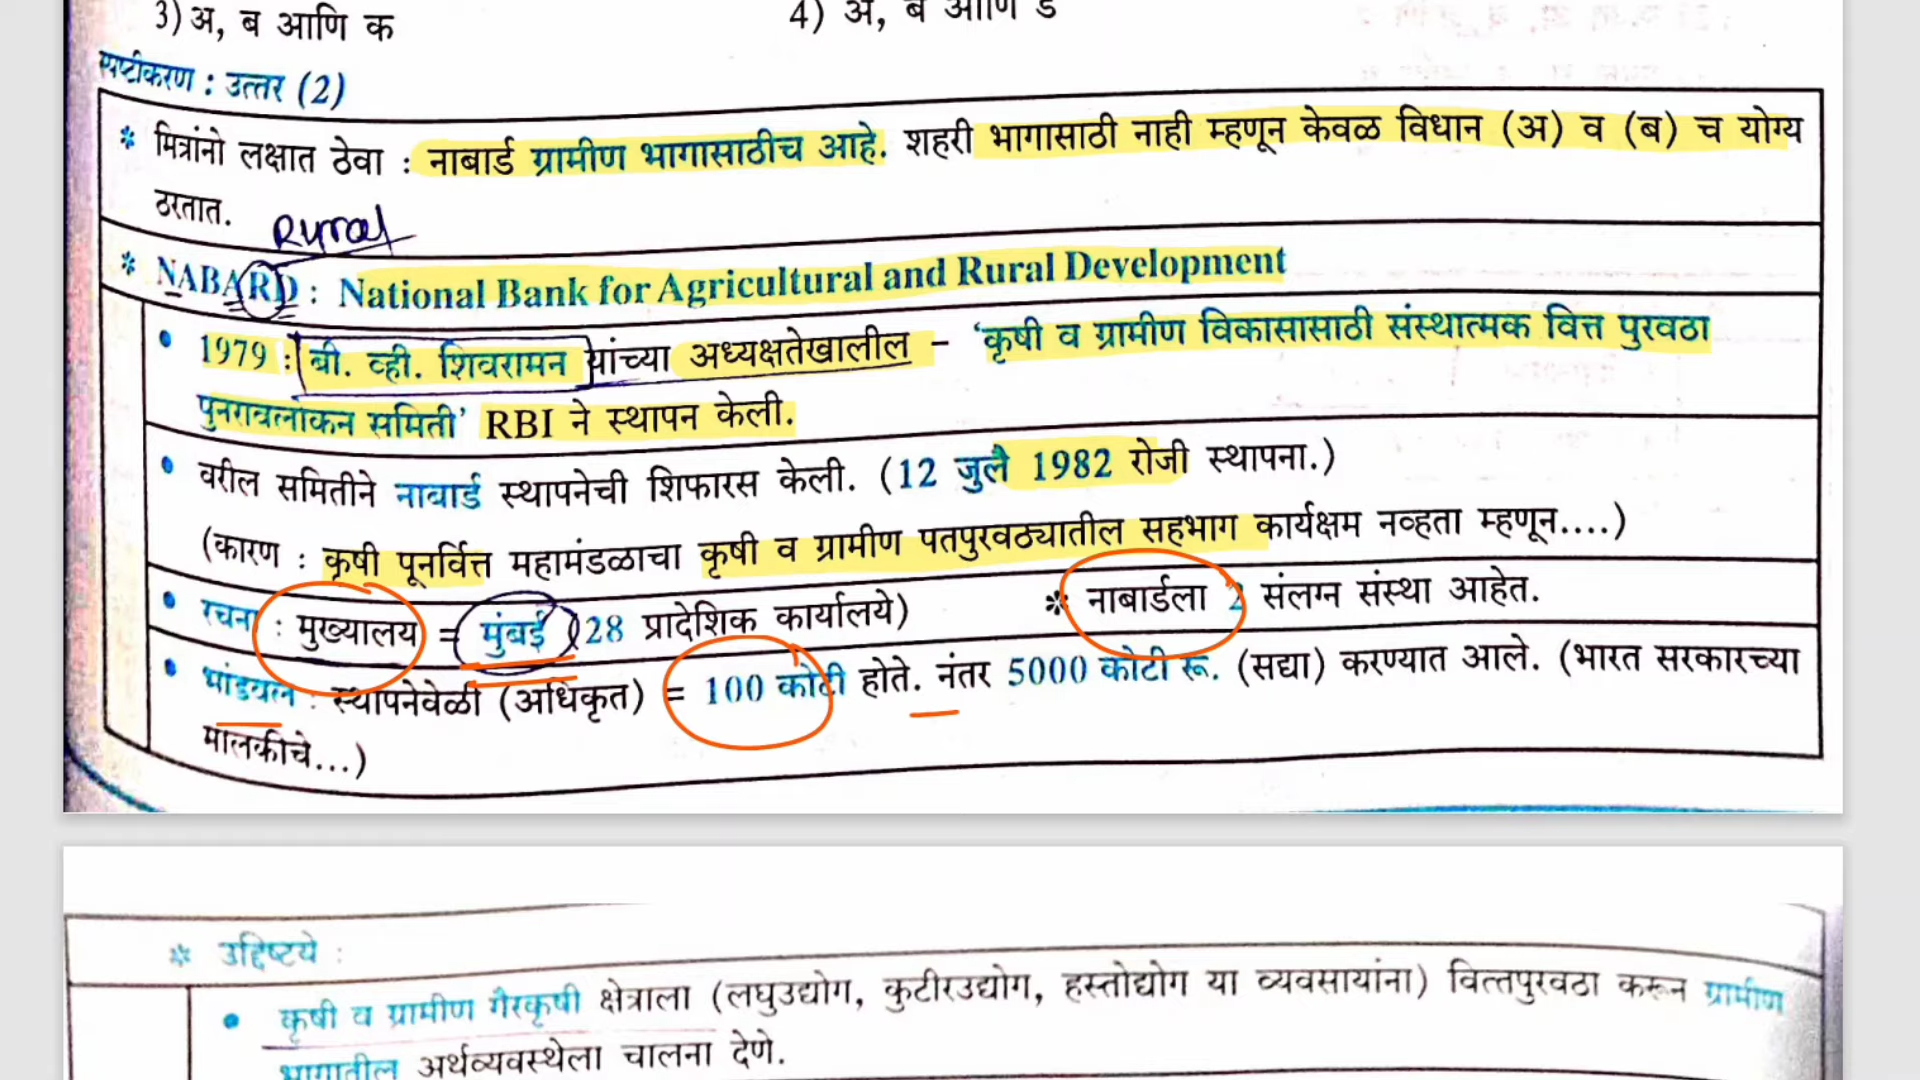 3) अ, ब आणि क
4) अ, ब आणि ड
स्पष्टीकरण : उत्तर (2)
* मित्रांनो लक्षात ठेवा : नाबार्ड ग्रामीण भागासाठीच आहे. शहरी भागासाठी नाही म्हणून केवळ विधान (अ) व (ब) च योग्य
ठरतात.
Rural
* NABARD : National Bank for Agricultural and Rural Development
• 1979 : बी. व्ही. शिवरामन यांच्या अध्यक्षतेखालील – ‘कृषी व ग्रामीण विकासासाठी संस्थात्मक वित्त पुरवठा
पुनरावलोकन समिती’ RBI ने स्थापन केली.
• वरील समितीने नाबार्ड स्थापनेची शिफारस केली. (12 जुलै 1982 रोजी स्थापना.)
(कारण : कृषी पूनर्वित्त महामंडळाचा कृषी व ग्रामीण पतपुरवठ्यातील सहभाग कार्यक्षम नव्हता म्हणून....)
• रचना : मुख्यालय = मुंबई (28 प्रादेशिक कार्यालये)
* नाबार्डला 2 संलग्न संस्था आहेत.
• भांडवल : स्थापनेवेळी (अधिकृत) = 100 कोटी होते. नंतर 5000 कोटी रू. (सद्या) करण्यात आले. (भारत सरकारच्या
मालकीचे...)
* उद्दिष्टये :
• कृषी व ग्रामीण गैरकृषी क्षेत्राला (लघुउद्योग, कुटीरउद्योग, हस्तोद्योग या व्यवसायांना) वित्तपुरवठा करून ग्रामीण
भागातील अर्थव्यवस्थेला चालना देणे.